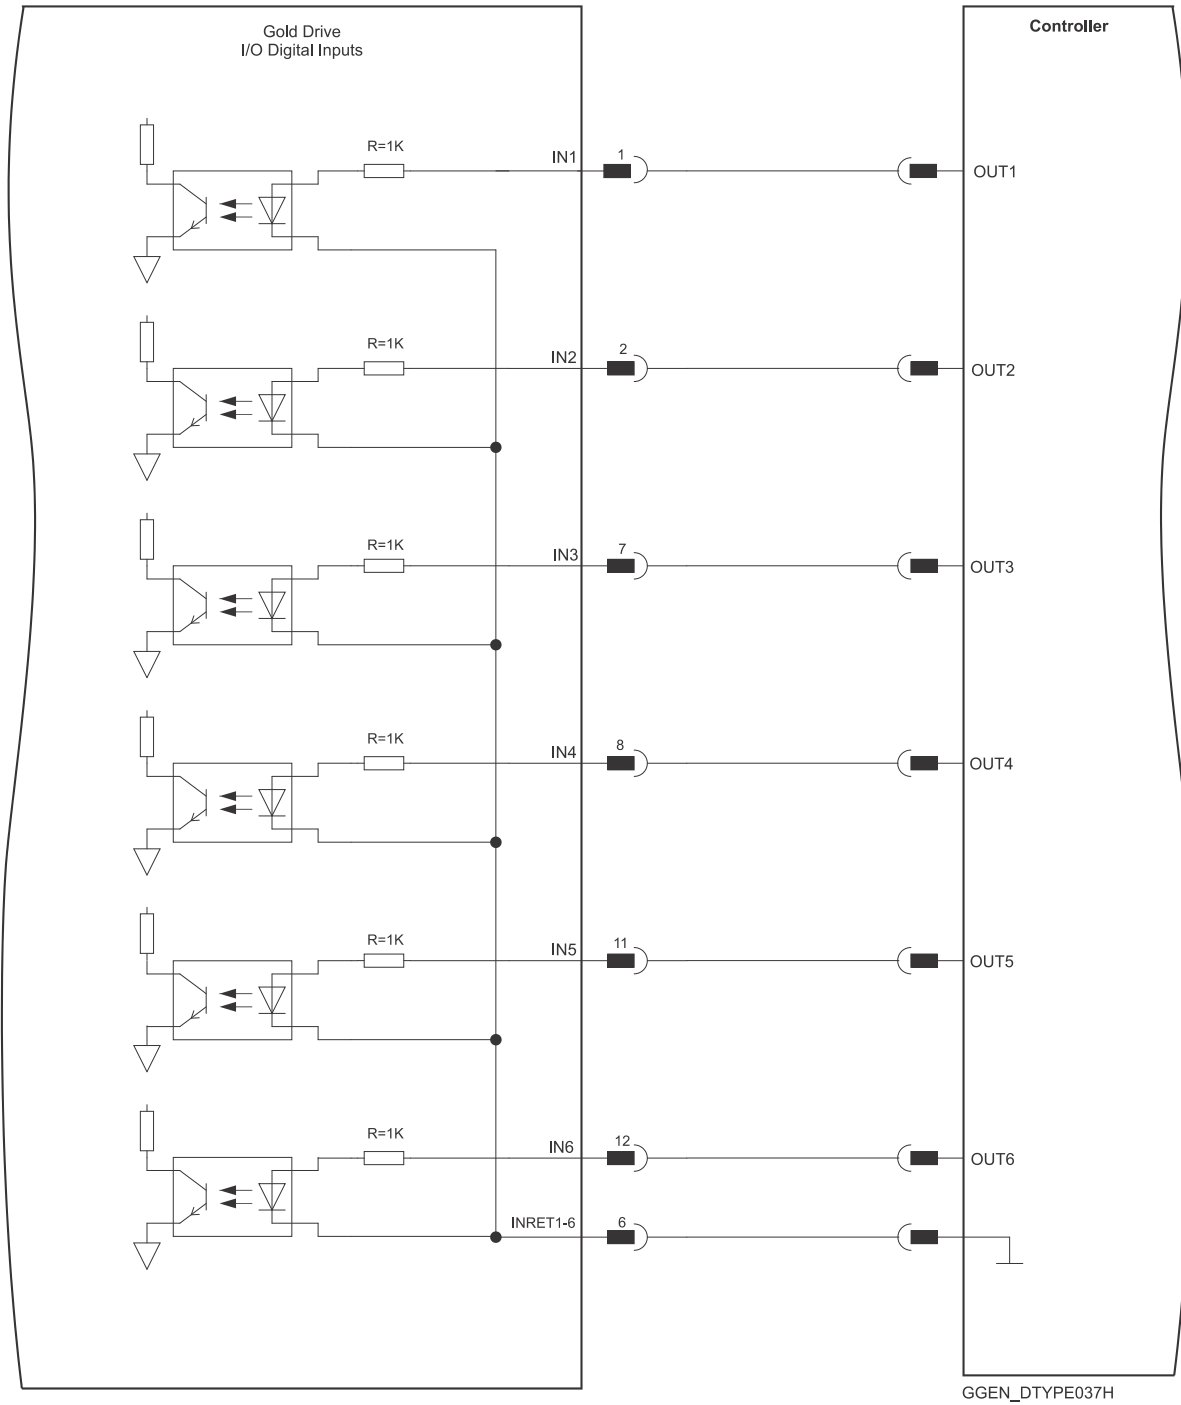 Gold Drive
I/O Digital Inputs
Controller
R=1K
IN1
1
OUT1
R=1K
IN2
2
OUT2
R=1K
IN3
7
OUT3
R=1K
IN4
8
OUT4
R=1K
IN5
11
OUT5
R=1K
IN6
12
OUT6
INRET1-6
6
GGEN_DTYPE037H